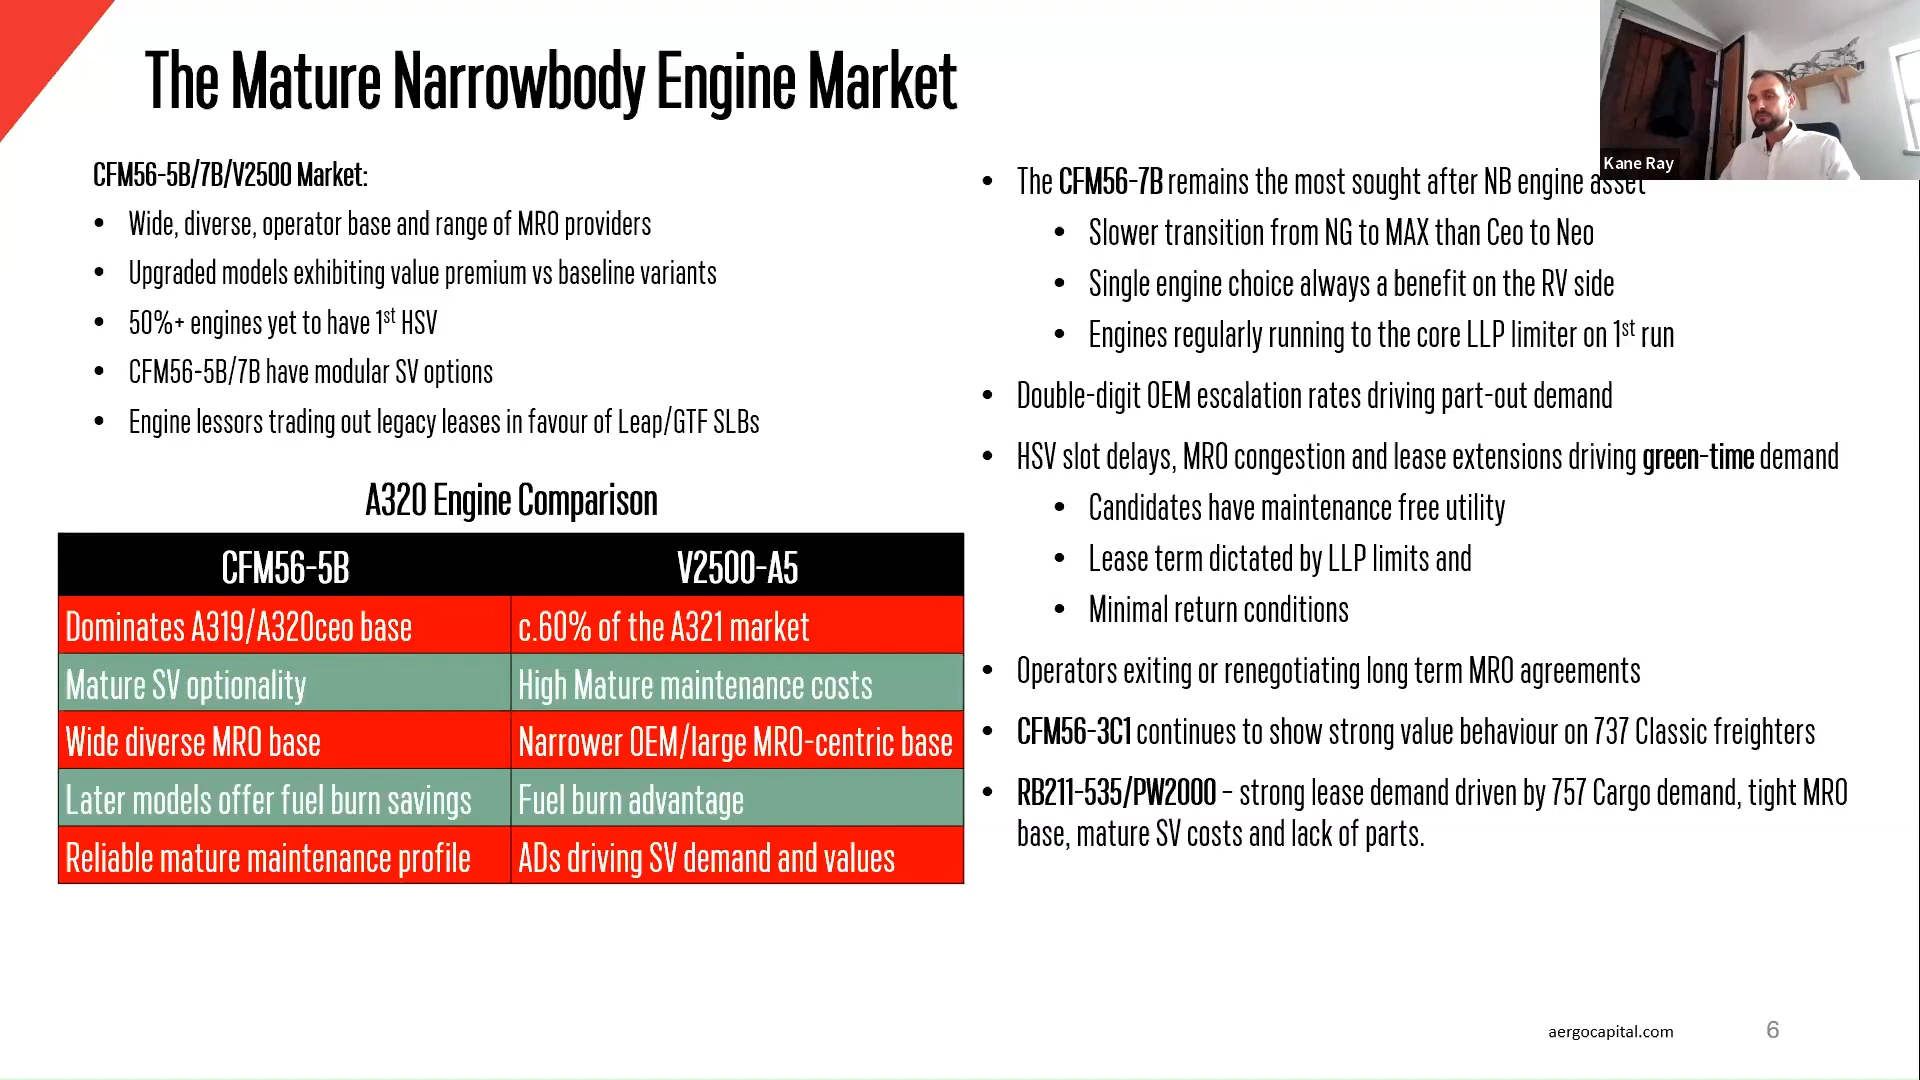 The Mature Narrowbody Engine Market
Kane Ray
CFM56-5B/7B/V2500 Market:
• Wide, diverse, operator base and range of MRO providers
• Upgraded models exhibiting value premium vs baseline variants
• 50%+ engines yet to have 1st HSV
• CFM56-5B/7B have modular SV options
• Engine lessors trading out legacy leases in favour of Leap/GTF SLBs
A320 Engine Comparison
CFM56-5B V2500-A5
Dominates A319/A320ceo base c.60% of the A321 market
Mature SV optionality High Mature maintenance costs
Wide diverse MRO base Narrower OEM/large MRO-centric base
Later models offer fuel burn savings Fuel burn advantage
Reliable mature maintenance profile ADs driving SV demand and values
• The CFM56-7B remains the most sought after NB engine asset
• Slower transition from NG to MAX than Ceo to Neo
• Single engine choice always a benefit on the RV side
• Engines regularly running to the core LLP limiter on 1st run
• Double-digit OEM escalation rates driving part-out demand
• HSV slot delays, MRO congestion and lease extensions driving green-time demand
• Candidates have maintenance free utility
• Lease term dictated by LLP limits and
• Minimal return conditions
• Operators exiting or renegotiating long term MRO agreements
• CFM56-3C1 continues to show strong value behaviour on 737 Classic freighters
• RB211-535/PW2000 – strong lease demand driven by 757 Cargo demand, tight MRO
base, mature SV costs and lack of parts.
aergocapital.com 6